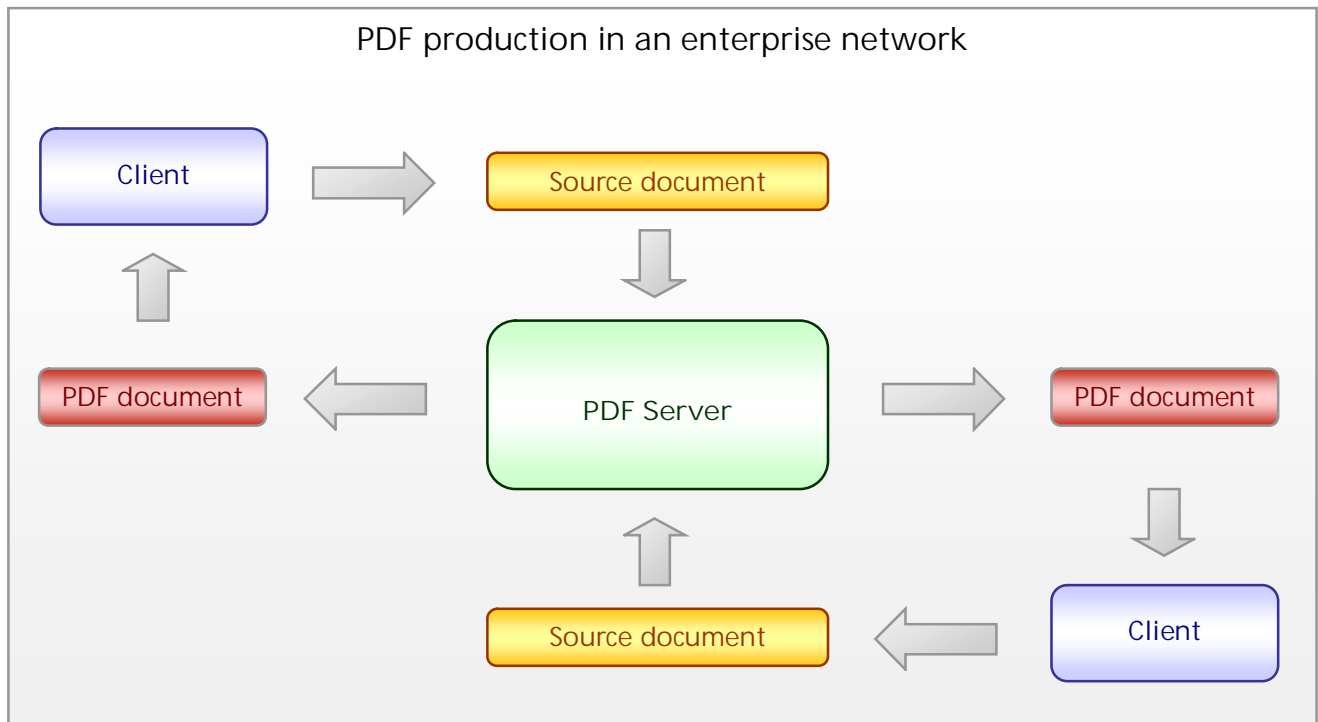 PDF production in an enterprise network
Client
Source document
PDF document
PDF Server
PDF document
Source document
Client